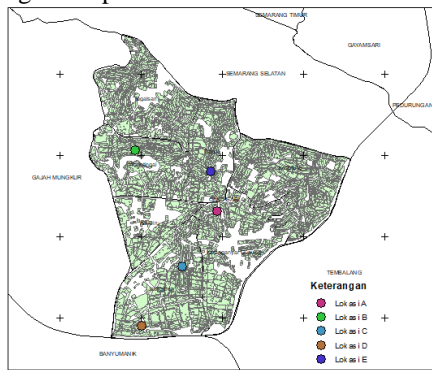 SEMARANG TIMUR
GAYAMSARI
SEMARANG SELATAN
PEDURUNGAN
GAJAH MUNGKUR
TEMBALANG
Keterangan
Lokasi A
Lokasi B
Lokasi C
Lokasi D
Lokasi E
BANYUMANIK